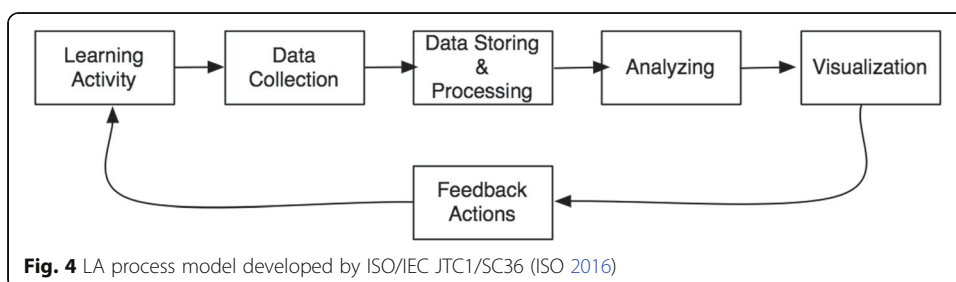 Learning
Activity
Data
Collection
Data Storing
&
Processing
Analyzing
Visualization
Feedback
Actions
Fig. 4 LA process model developed by ISO/IEC JTC1/SC36 (ISO 2016)